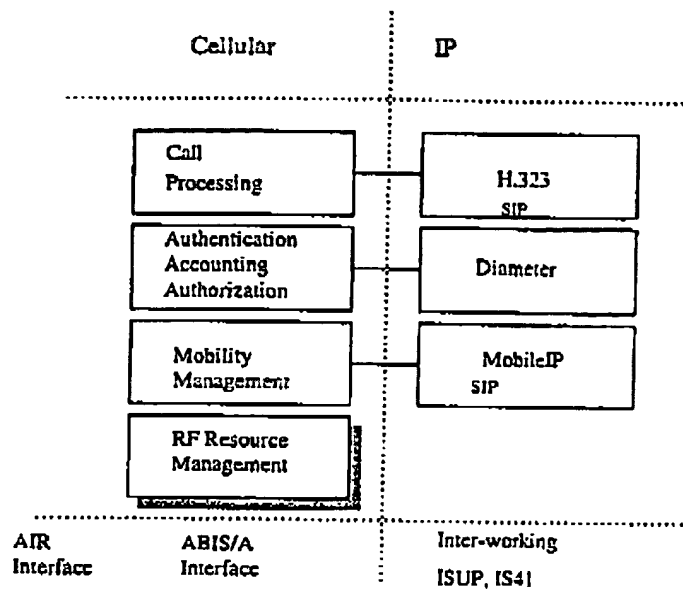 Cellular
IP
Call
Processing
H.323
SIP
Authentication
Accounting
Authorization
Diameter
Mobility
Management
MobileIP
SIP
RF Resource
Management
AIR
Interface
ABIS/A
Interface
Inter-working
ISUP, IS41